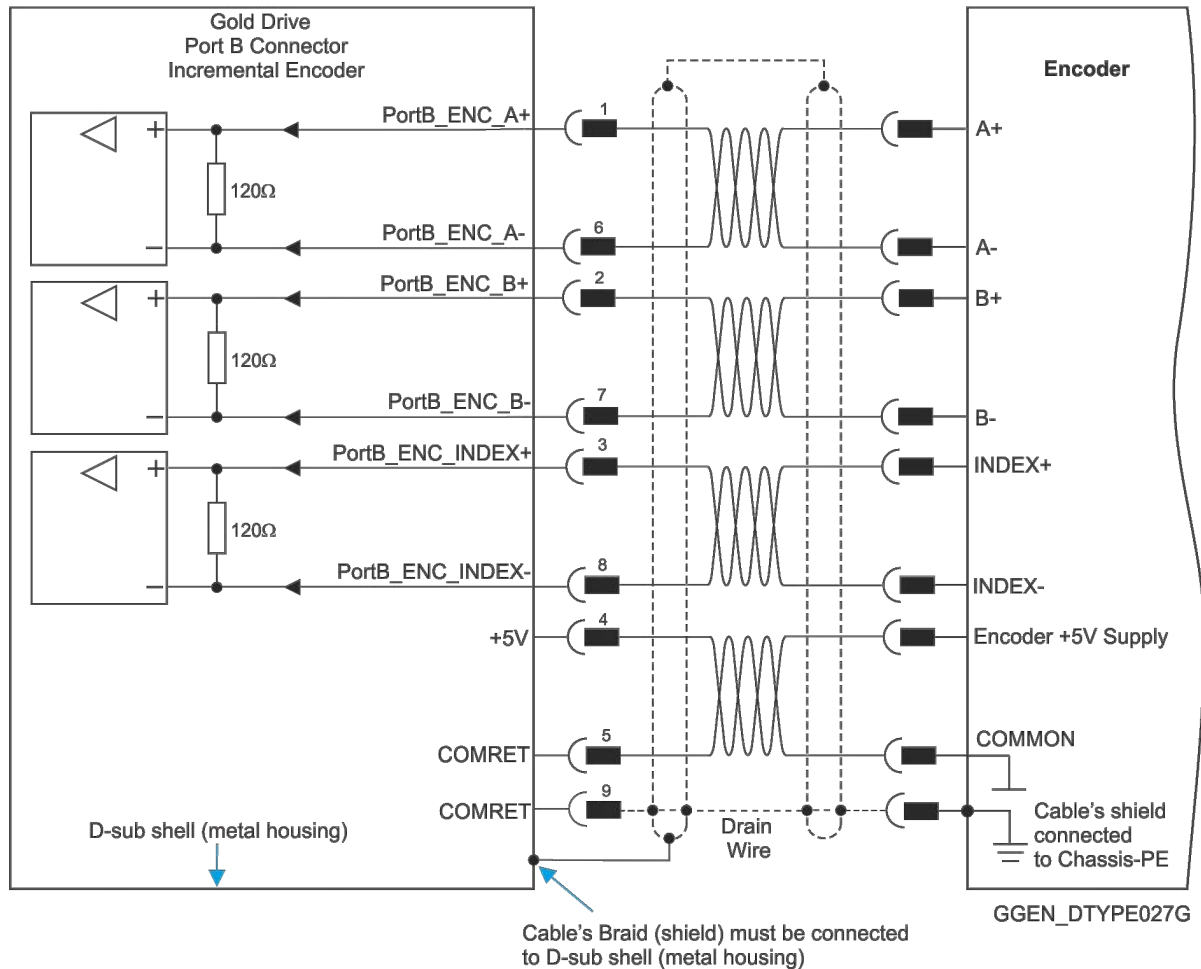 Gold Drive
Port B Connector
Incremental Encoder
Encoder
PortB_ENC_A+
1
A+
+
120Ω
PortB_ENC_A-
6
A-
−
PortB_ENC_B+
2
B+
+
120Ω
PortB_ENC_B-
7
B-
−
PortB_ENC_INDEX+
3
INDEX+
+
120Ω
PortB_ENC_INDEX-
8
INDEX-
−
+5V
4
Encoder +5V Supply
COMRET
5
COMMON
COMRET
9
Drain
Wire
Cable's shield
connected
to Chassis-PE
D-sub shell (metal housing)
GGEN_DTYPE027G
Cable's Braid (shield) must be connected
to D-sub shell (metal housing)